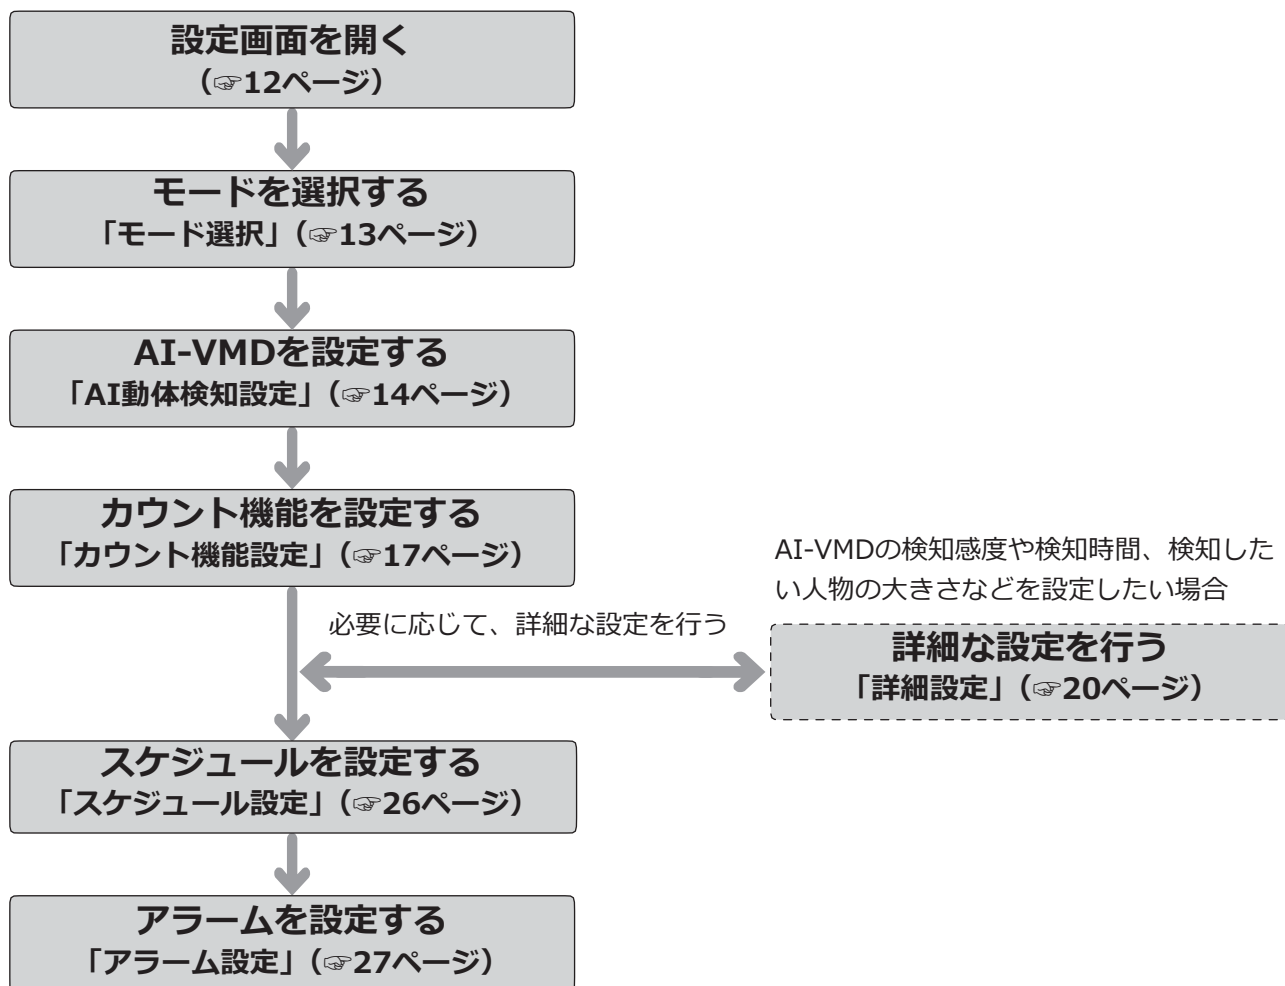 設定画面を開く
（☞12ページ）
モードを選択する
「モード選択」（☞13ページ）
AI-VMDを設定する
「AI動体検知設定」（☞14ページ）
カウント機能を設定する
「カウント機能設定」（☞17ページ）
必要に応じて、詳細な設定を行う
AI-VMDの検知感度や検知時間、検知した
い人物の大きさなどを設定したい場合
詳細な設定を行う
「詳細設定」（☞20ページ）
スケジュールを設定する
「スケジュール設定」（☞26ページ）
アラームを設定する
「アラーム設定」（☞27ページ）